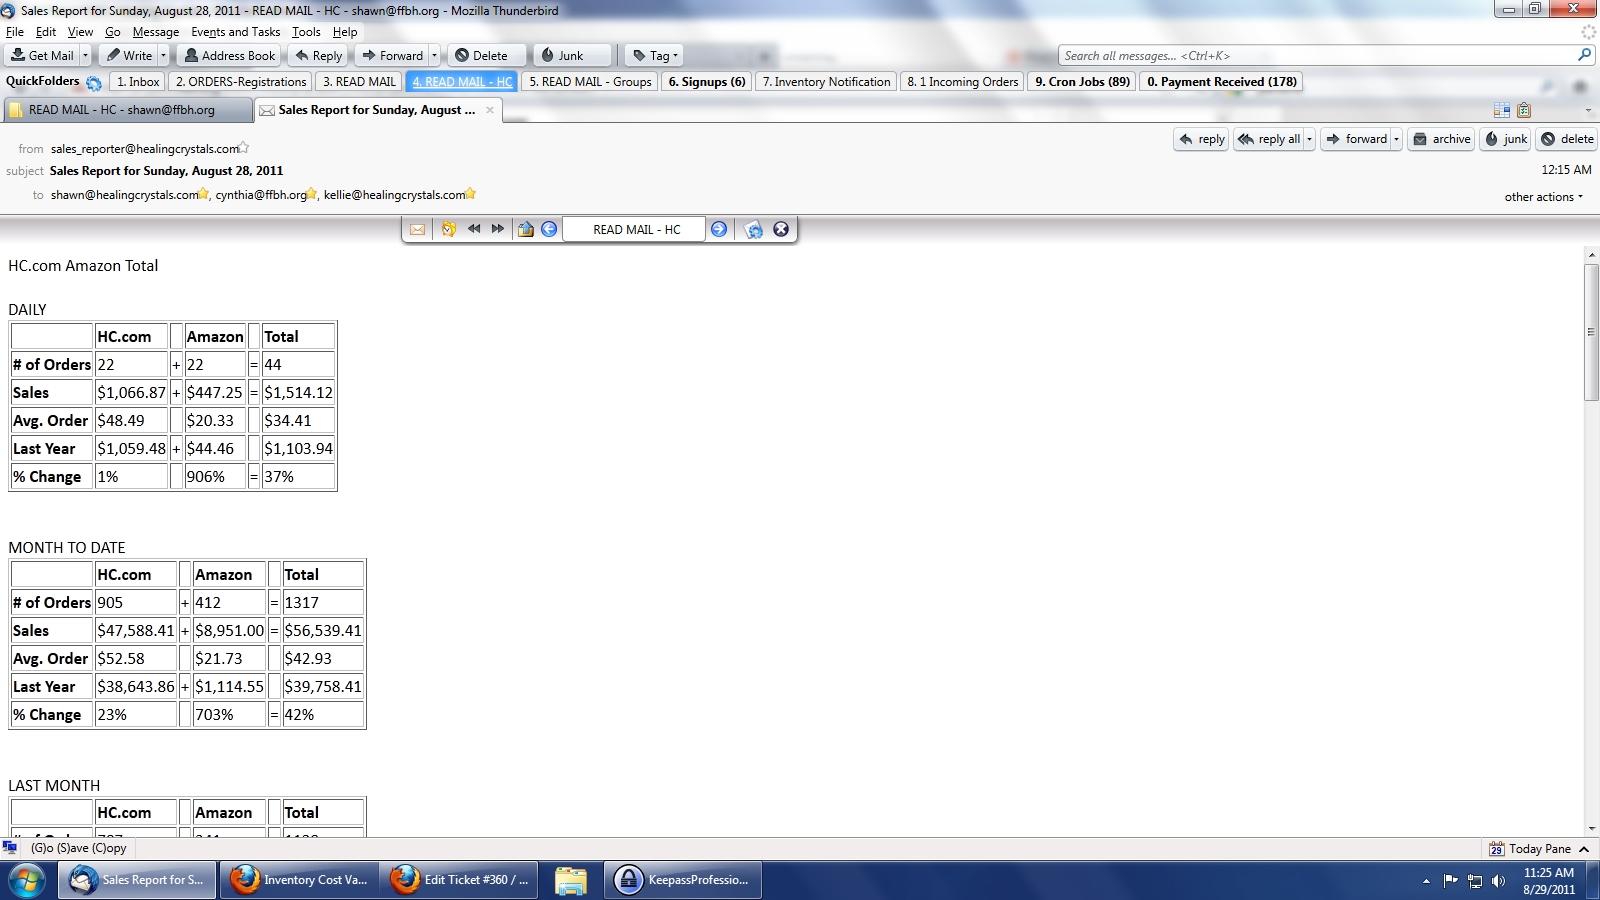 Sales Report for Sunday, August 28, 2011 - READ MAIL - HC - shawn@ffbh.org - Mozilla Thunderbird
File Edit View Go Message Events and Tasks Tools Help
Get Mail Write Address Book Reply Forward Delete Junk Tag Search all messages... <Ctrl+K>
QuickFolders 1. Inbox 2. ORDERS-Registrations 3. READ MAIL 4. READ MAIL - HC 5. READ MAIL - Groups 6. Signups (6) 7. Inventory Notification 8. 1 Incoming Orders 9. Cron Jobs (89) 0. Payment Received (178)
READ MAIL - HC - shawn@ffbh.org Sales Report for Sunday, August ...
reply reply all forward archive junk delete
from sales_reporter@healingcrystals.com
subject Sales Report for Sunday, August 28, 2011 12:15 AM
to shawn@healingcrystals.com, cynthia@ffbh.org, kellie@healingcrystals.com other actions
READ MAIL - HC
HC.com Amazon Total
DAILY
HC.com Amazon Total
# of Orders 22 + 22 = 44
Sales $1,066.87 + $447.25 = $1,514.12
Avg. Order $48.49 $20.33 $34.41
Last Year $1,059.48 + $44.46 $1,103.94
% Change 1% 906% = 37%
MONTH TO DATE
HC.com Amazon Total
# of Orders 905 + 412 = 1317
Sales $47,588.41 + $8,951.00 = $56,539.41
Avg. Order $52.58 $21.73 $42.93
Last Year $38,643.86 + $1,114.55 $39,758.41
% Change 23% 703% = 42%
LAST MONTH
HC.com Amazon Total
(G)o (S)ave (C)opy 29 Today Pane
Sales Report for S... Inventory Cost Va... Edit Ticket #360 / ... KeepassProfessio... 11:25 AM
8/29/2011